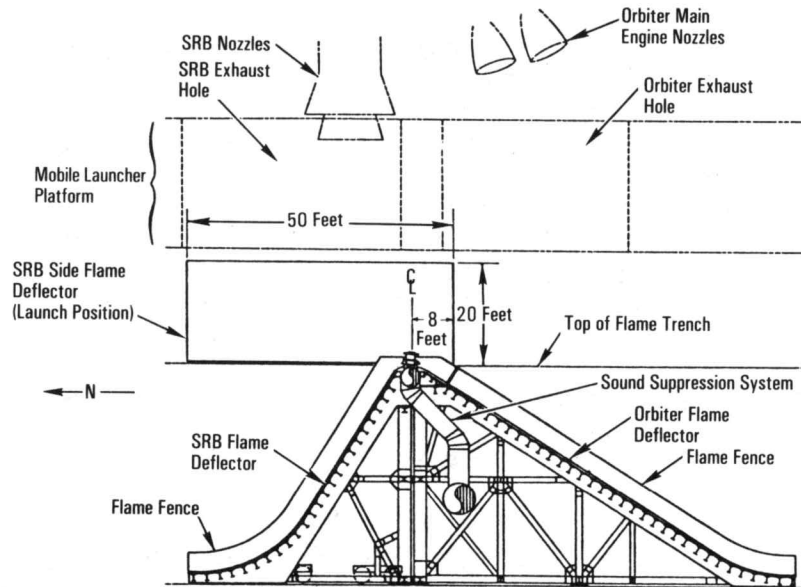 SRB Nozzles
SRB Exhaust
Hole
Orbiter Main
Engine Nozzles
Orbiter Exhaust
Hole
Mobile Launcher
Platform
50 Feet
SRB Side Flame
Deflector
(Launch Position)
C
L
8
Feet
20 Feet
Top of Flame Trench
N
Sound Suppression System
SRB Flame
Deflector
Orbiter Flame
Deflector
Flame Fence
Flame Fence